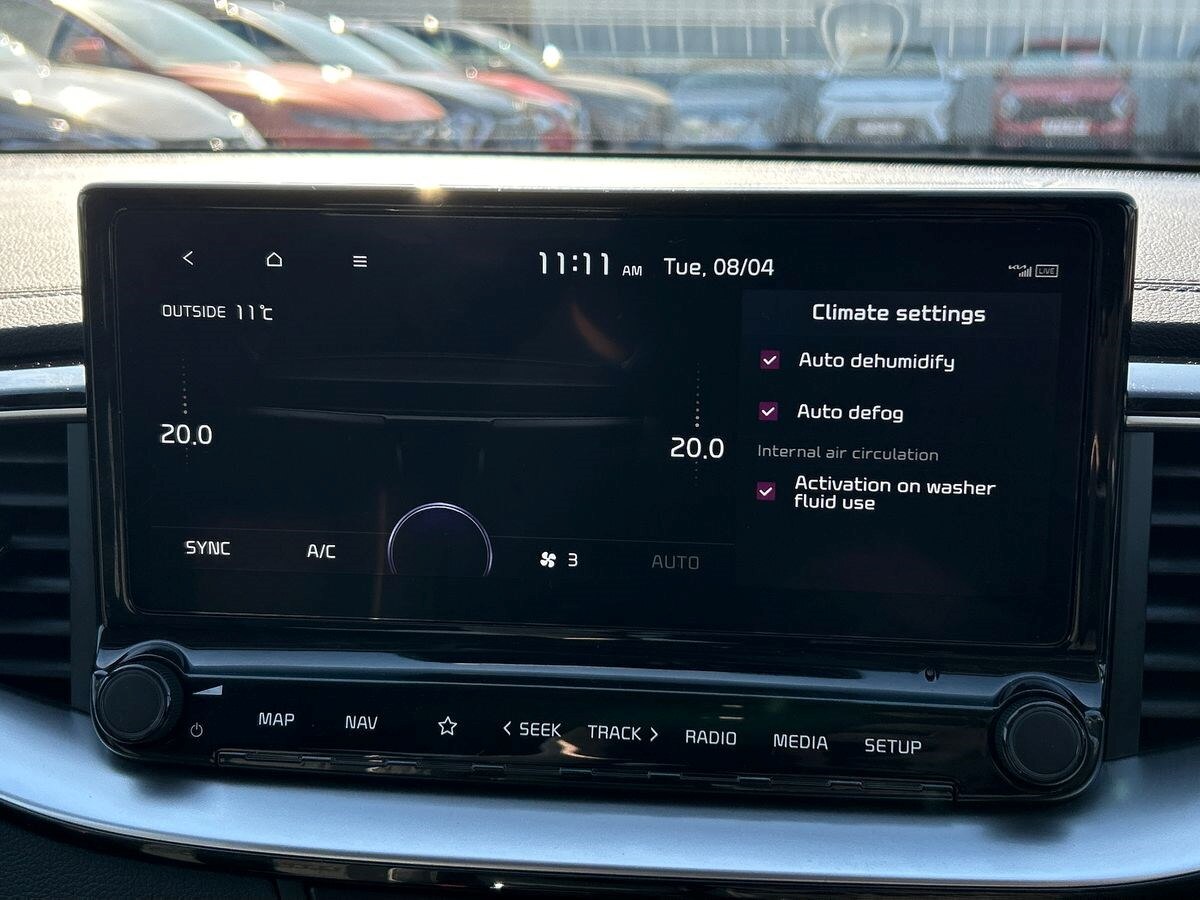 11:11 AM Tue, 08/04
LIVE
OUTSIDE 11°C
Climate settings
Auto dehumidify
Auto defog
20.0
20.0
Internal air circulation
Activation on washer
fluid use
SYNC
A/C
3
AUTO
MAP
NAV
SEEK
TRACK
RADIO
MEDIA
SETUP